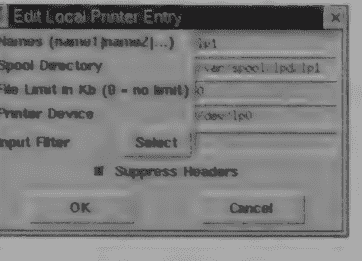 Edit Local Printer Entry
Names (name1|name2|...) lp1
Spool Directory /var/spool/lpd/lp1
File Limit in Kb (0 = no limit) 0
Printer Device /dev/lp0
Input Filter Select
Suppress Headers
OK Cancel